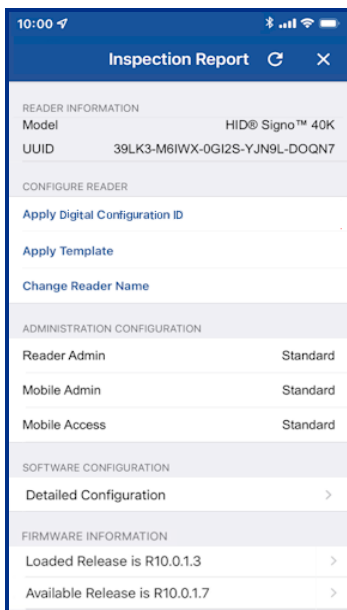 10:00
Inspection Report
READER INFORMATION
Model HID® Signo™ 40K
UUID 39LK3-M6IWX-0GI2S-YJN9L-DOQN7
CONFIGURE READER
Apply Digital Configuration ID
Apply Template
Change Reader Name
ADMINISTRATION CONFIGURATION
Reader Admin Standard
Mobile Admin Standard
Mobile Access Standard
SOFTWARE CONFIGURATION
Detailed Configuration
FIRMWARE INFORMATION
Loaded Release is R10.0.1.3
Available Release is R10.0.1.7